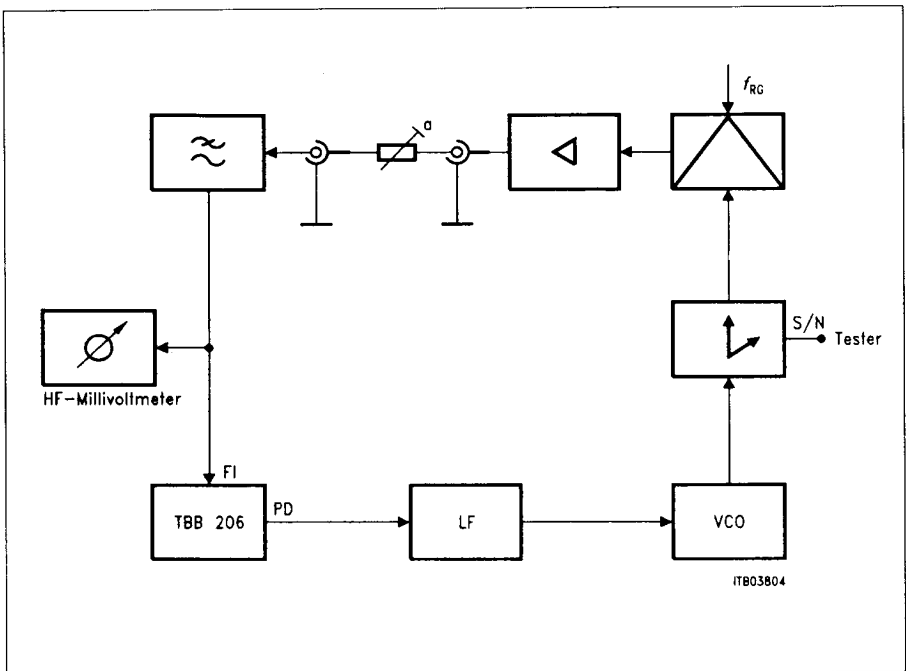 f_RG
a
S/N
Tester
HF-Millivoltmeter
FI
TBB 206
PD
LF
VCO
ITB03804